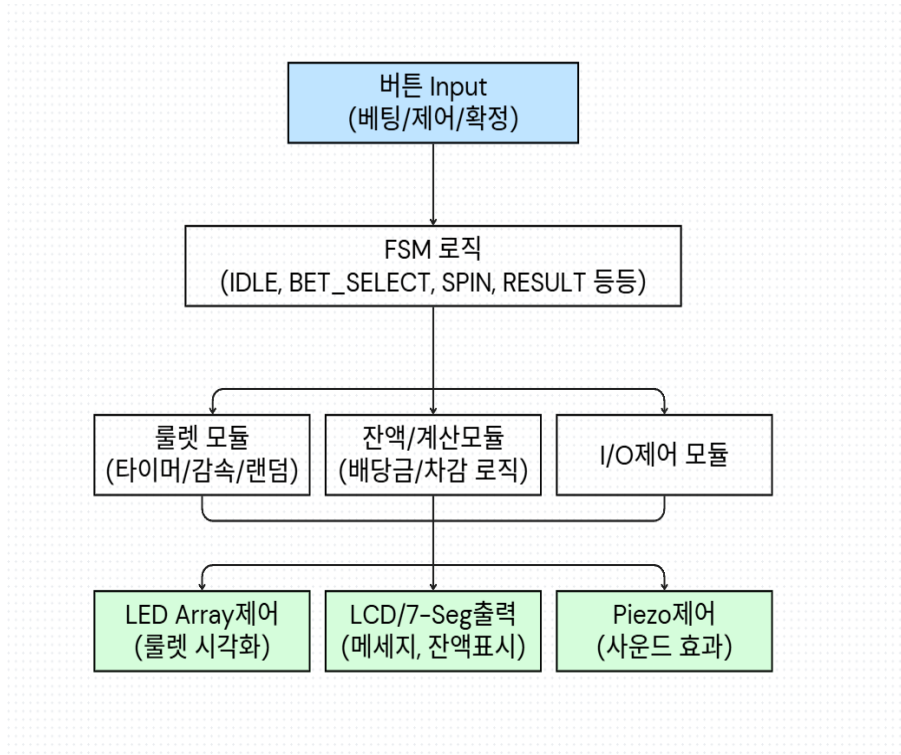 버튼 Input
(베팅/제어/확정)
FSM 로직
(IDLE, BET_SELECT, SPIN, RESULT 등등)
룰렛 모듈
(타이머/감속/랜덤)
잔액/계산모듈
(배당금/차감 로직)
I/O제어 모듈
LED Array제어
(룰렛 시각화)
LCD/7-Seg출력
(메세지, 잔액표시)
Piezo제어
(사운드 효과)